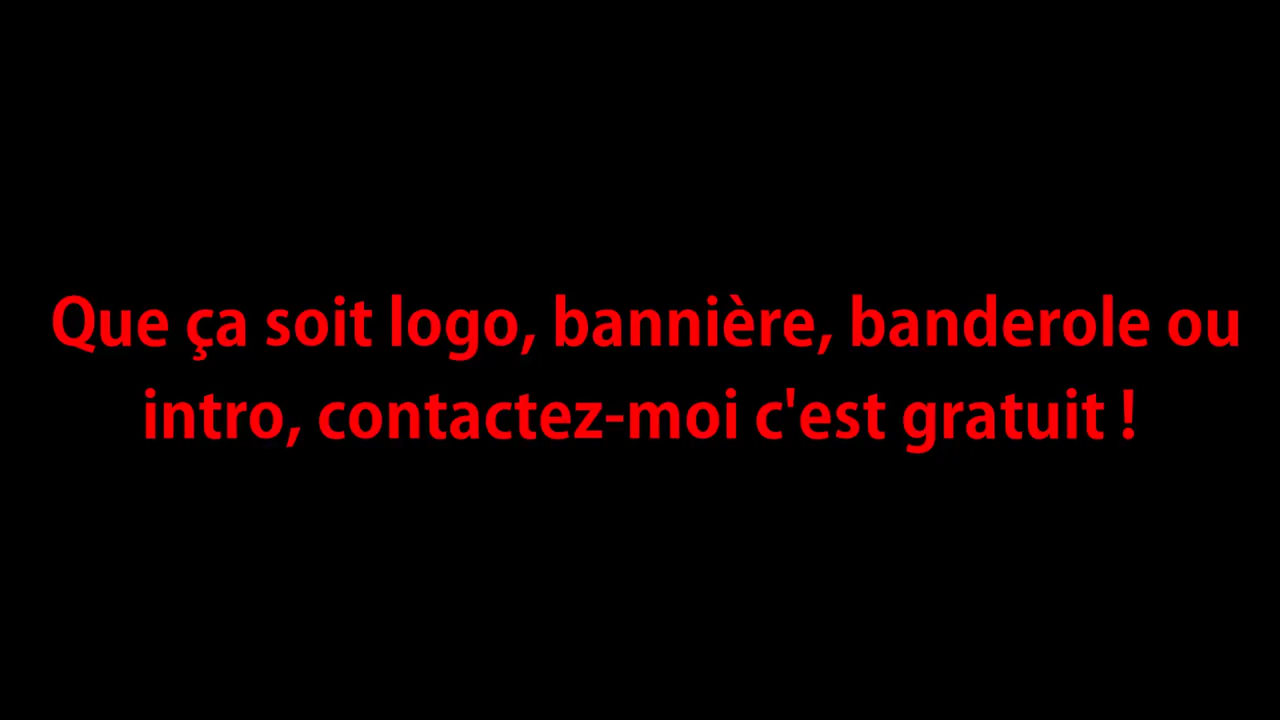 Que ça soit logo, bannière, banderole ou
intro, contactez-moi c'est gratuit !